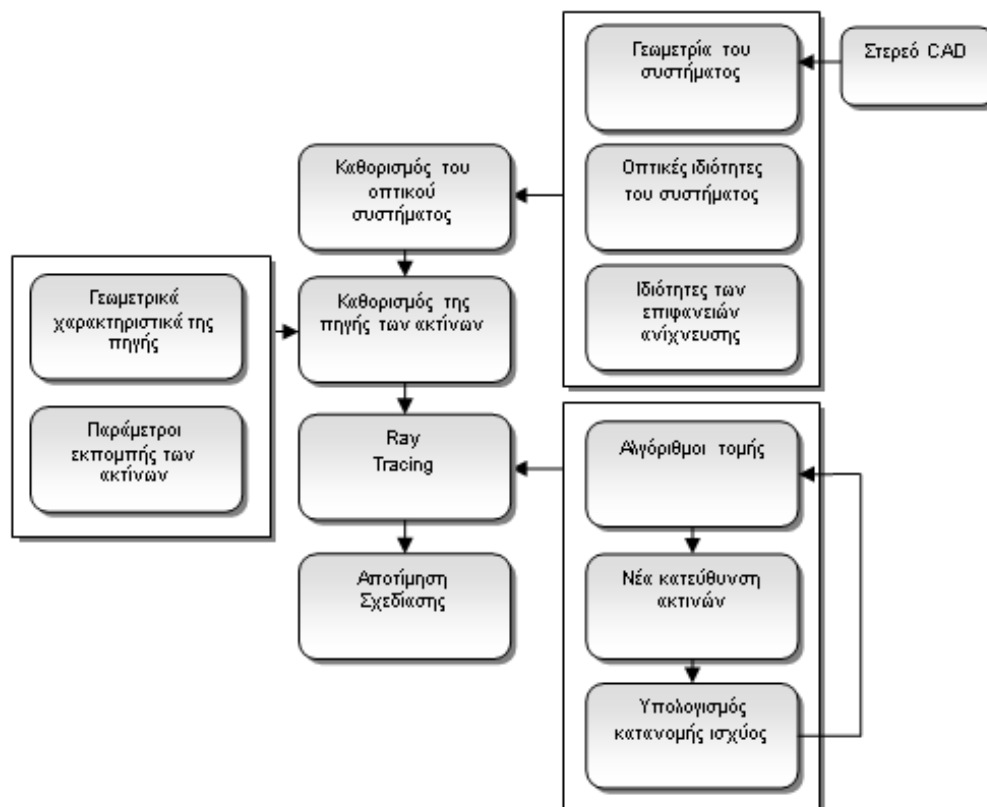 Γεωμετρία του
συστήματος
Στερεό CAD
Καθορισμός του
οπτικού
συστήματος
Οπτικές ιδιότητες
του συστήματος
Γεωμετρικά
χαρακτηριστικά της
πηγής
Καθορισμός της
πηγής των ακτίνων
Ιδιότητες των
επιφανειών
ανίχνευσης
Παράμετροι
εκπομπής των
ακτίνων
Ray
Tracing
Αλγόριθμοι τομής
Αποτίμηση
Σχεδίασης
Νέα κατεύθυνση
ακτινών
Υπολογισμός
κατανομής ισχύος